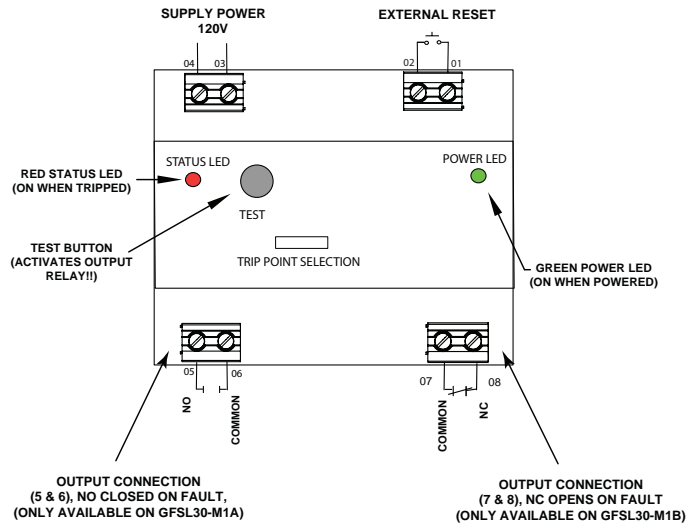 SUPPLY POWER
120V
EXTERNAL RESET
04 03
02 01
STATUS LED
POWER LED
RED STATUS LED
(ON WHEN TRIPPED)
TEST
TEST BUTTON
(ACTIVATES OUTPUT
RELAY!!)
TRIP POINT SELECTION
GREEN POWER LED
(ON WHEN POWERED)
05 06
07 08
NO
COMMON
COMMON
NC
OUTPUT CONNECTION
(5 & 6), NO CLOSED ON FAULT,
(ONLY AVAILABLE ON GFSL30-M1A)
OUTPUT CONNECTION
(7 & 8), NC OPENS ON FAULT
(ONLY AVAILABLE ON GFSL30-M1B)